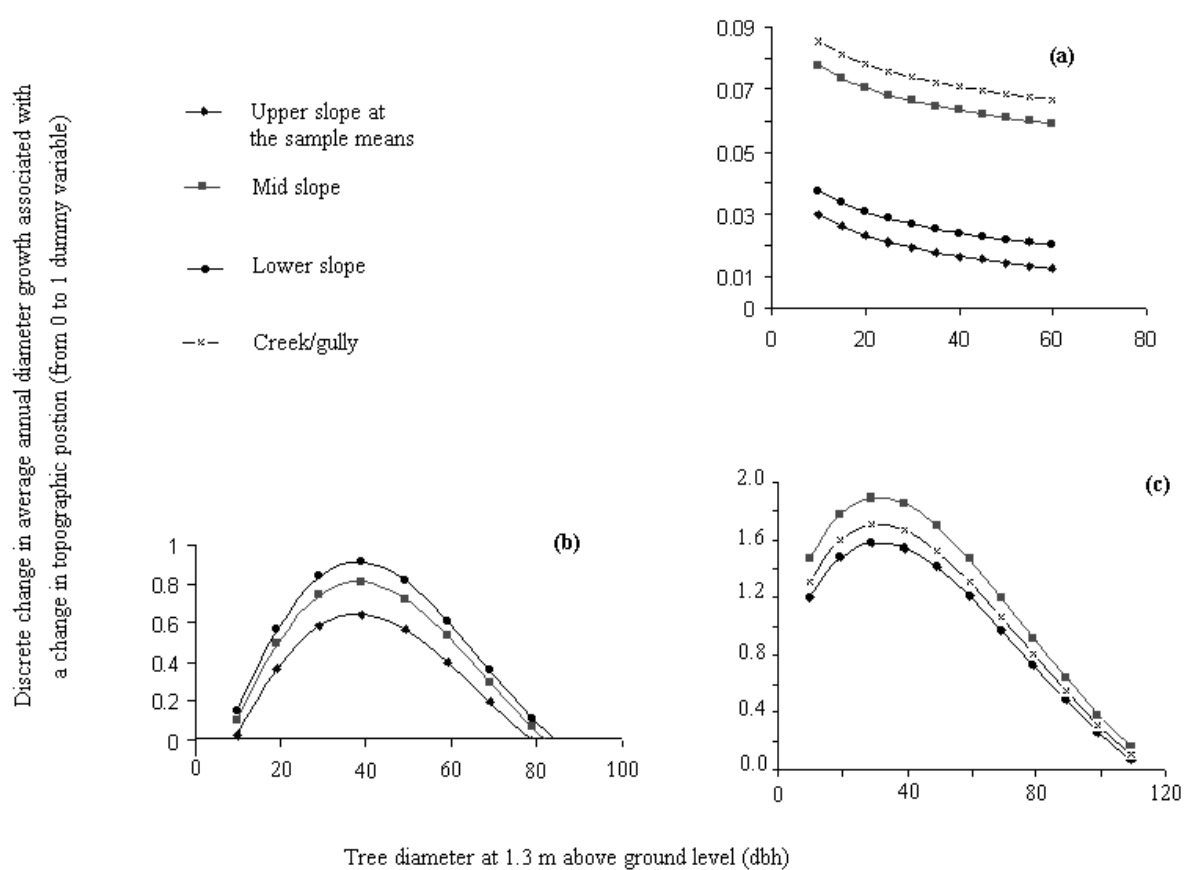 Discrete change in average annual diameter growth associated with
a change in topographic postion (from 0 to 1 dummy variable)
Upper slope at
the sample means
Mid slope
Lower slope
Creek/gully
(a)
0.09
0.07
0.05
0.03
0.01
0
0 20 40 60 80
(b)
1
0.8
0.6
0.4
0.2
0
0 20 40 60 80 100
(c)
2.0
1.6
1.2
0.8
0.4
0.0
0 40 80 120
Tree diameter at 1.3 m above ground level (dbh)